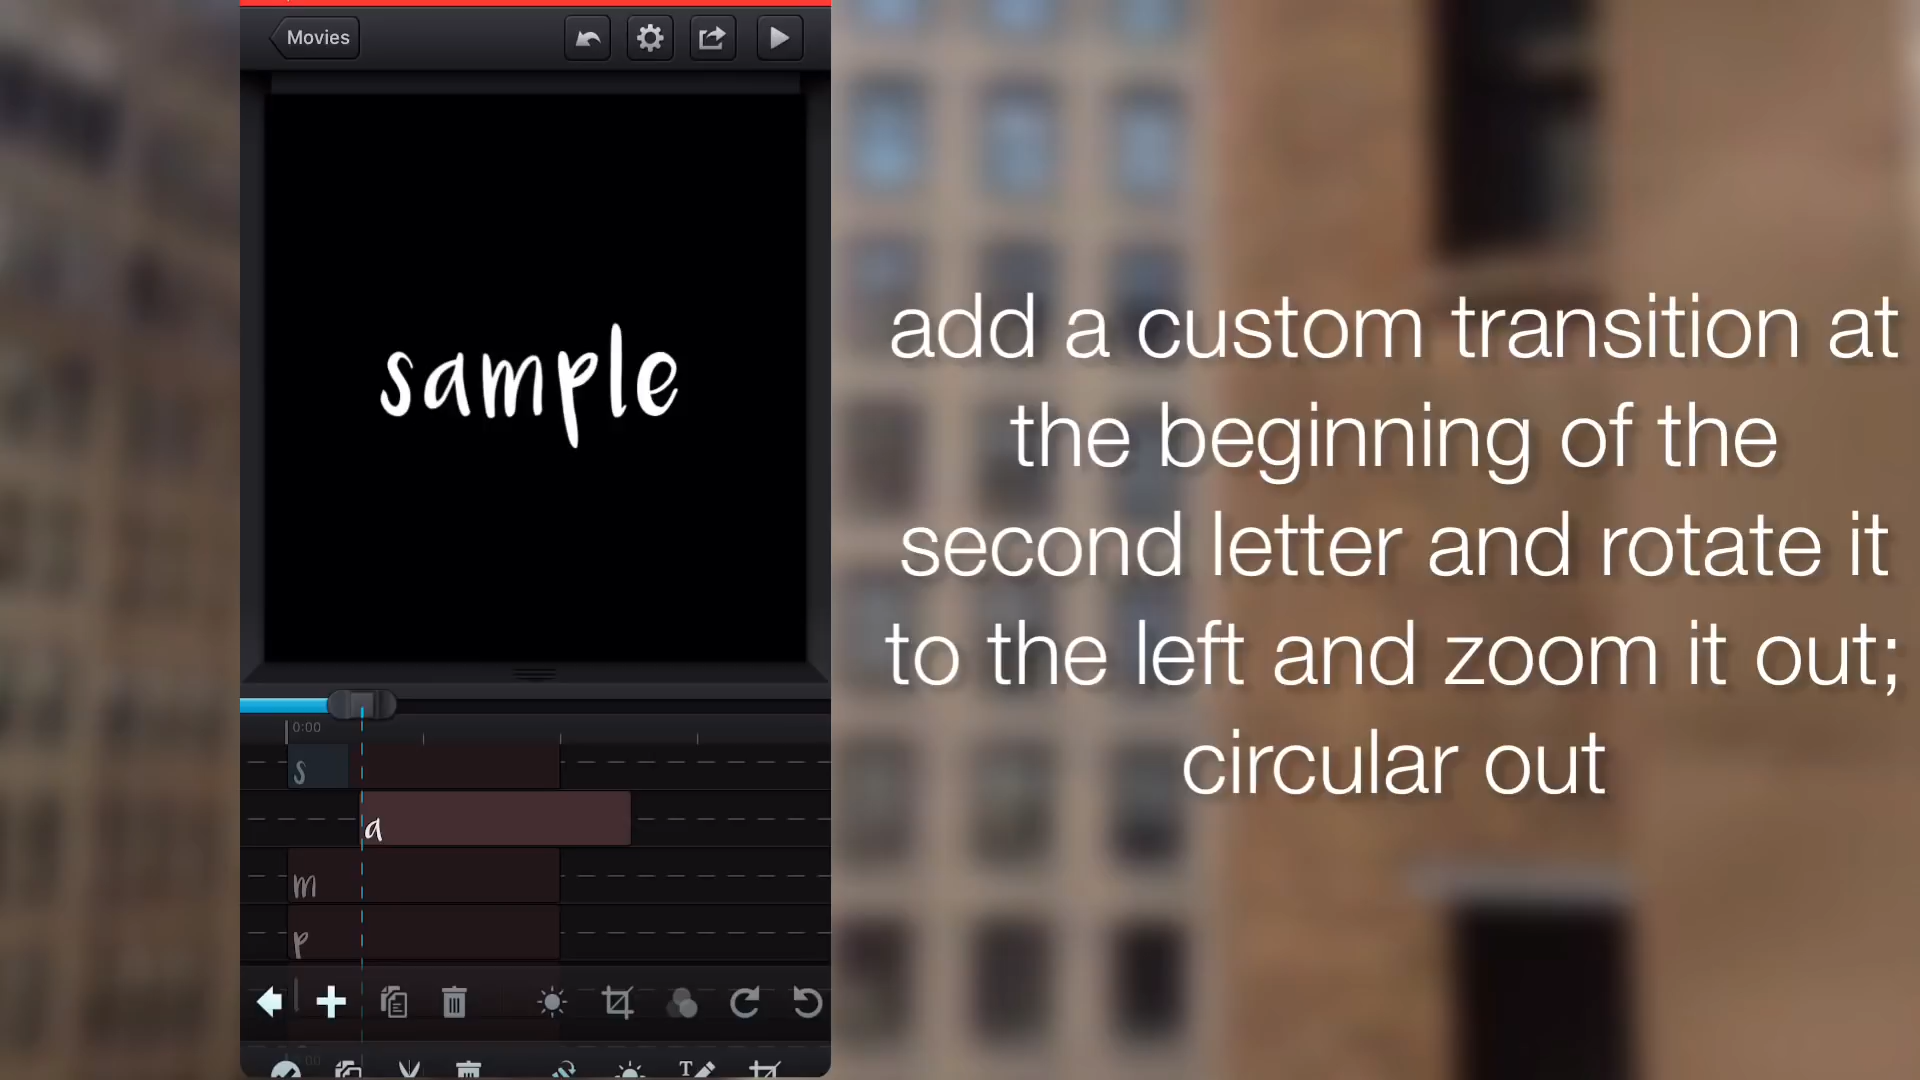 Movies
sample
0:00
s
a
m
p
add a custom transition at
the beginning of the
second letter and rotate it
to the left and zoom it out;
circular out